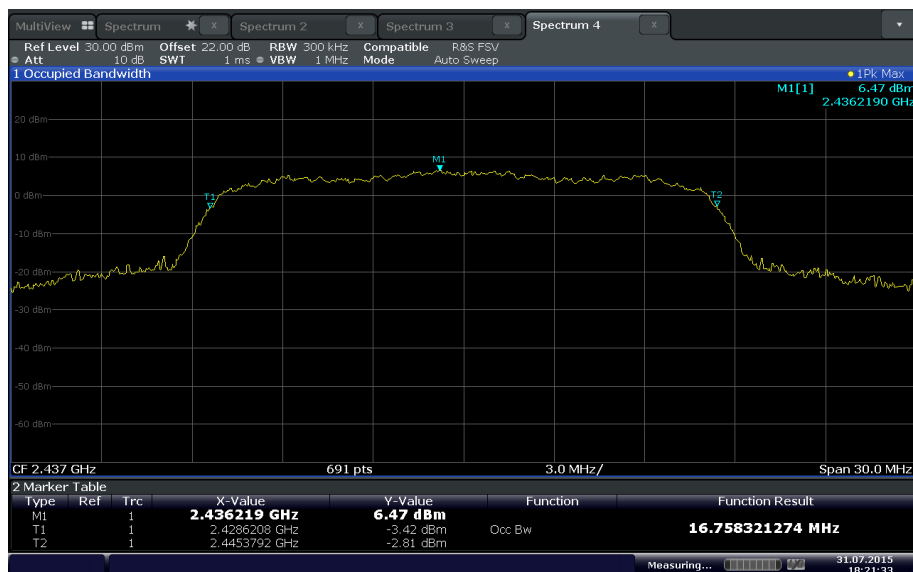 MultiView Spectrum x Spectrum 2 x Spectrum 3 x Spectrum 4 x
Ref Level 30.00 dBm Offset 22.00 dB RBW 300 kHz Compatible R&S FSV
Att 10 dB SWT 1 ms VBW 1 MHz Mode Auto Sweep
1 Occupied Bandwidth 1Pk Max
M1[1] 6.47 dBm
2.4362190 GHz
20 dBm
10 dBm
M1
0 dBm
T1
T2
-10 dBm
-20 dBm
-30 dBm
-40 dBm
-50 dBm
-60 dBm
CF 2.437 GHz 691 pts 3.0 MHz/ Span 30.0 MHz
2 Marker Table
Type Ref Trc X-Value Y-Value Function Function Result
M1 1 2.436219 GHz 6.47 dBm
T1 1 2.4286208 GHz -3.42 dBm Occ Bw 16.758321274 MHz
T2 1 2.4453792 GHz -2.81 dBm
Measuring... 31.07.2015
18:21:33